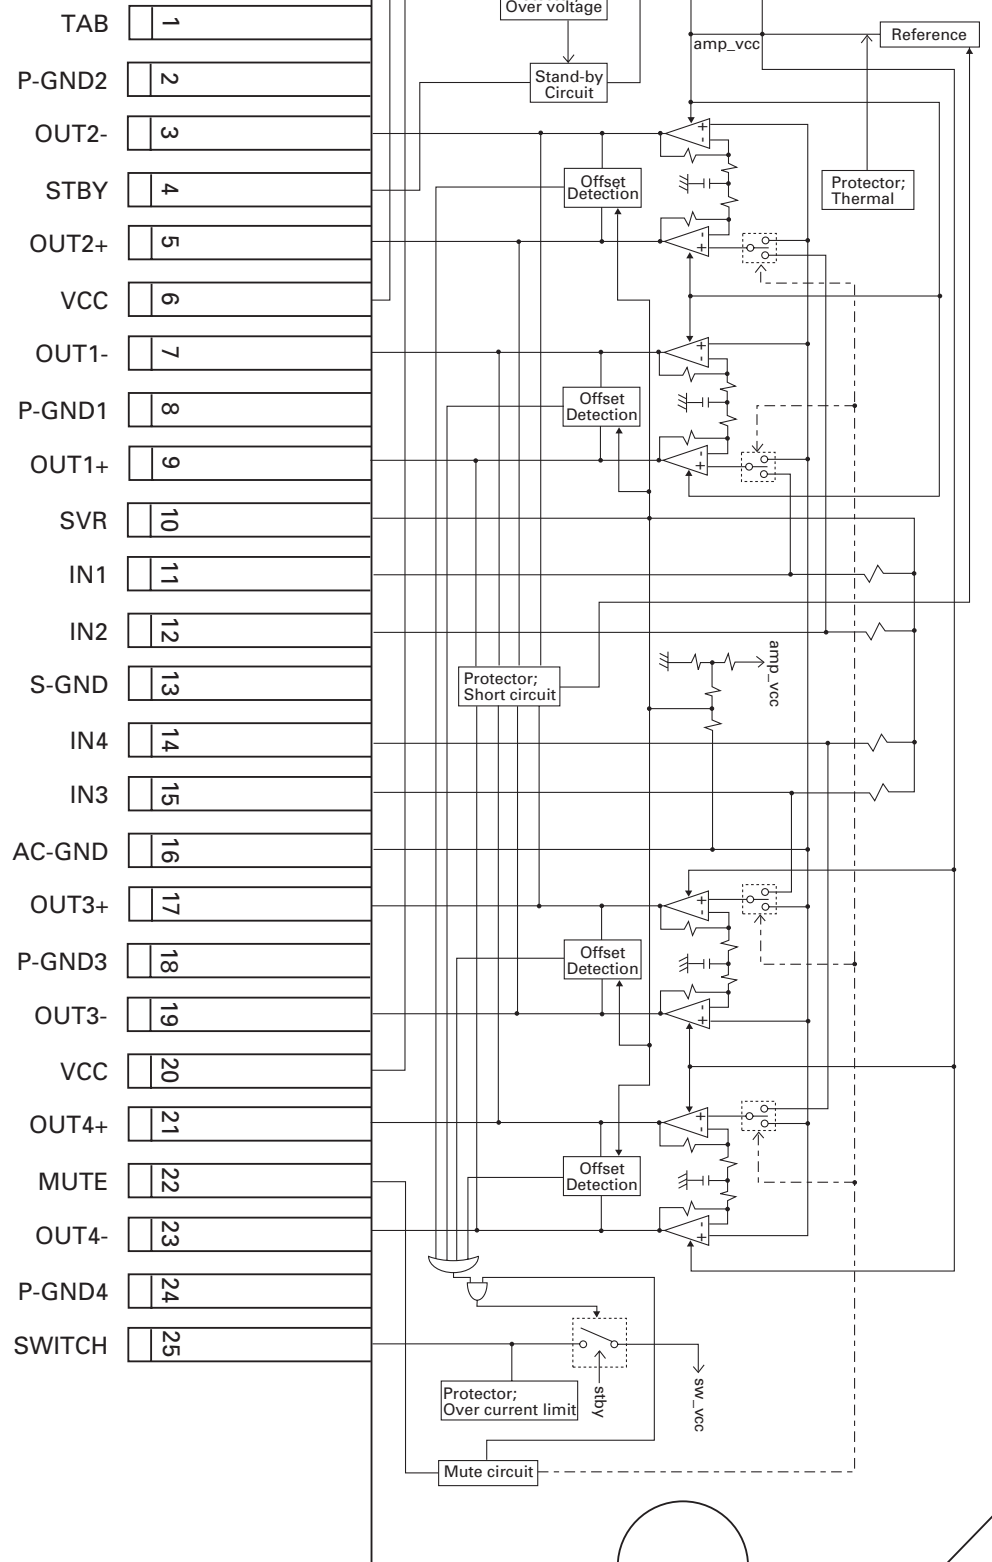 Over voltage
TAB 1
amp_vcc
Reference
P-GND2 2
Stand-by
Circuit
OUT2- 3
+
-
STBY 4
Offset
Detection
Protector;
Thermal
OUT2+ 5
-
+
VCC 6
OUT1- 7
+
-
P-GND1 8
Offset
Detection
OUT1+ 9
-
+
SVR 10
IN1 11
IN2 12
amp_vcc
S-GND 13
Protector;
Short circuit
IN4 14
IN3 15
AC-GND 16
OUT3+ 17
+
-
P-GND3 18
Offset
Detection
OUT3- 19
-
+
VCC 20
OUT4+ 21
+
-
MUTE 22
Offset
Detection
OUT4- 23
-
+
P-GND4 24
SWITCH 25
Protector;
Over current limit
stby
sw_vcc
Mute circuit